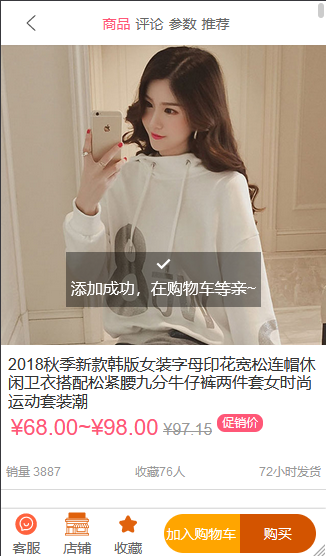 商品 评论 参数 推荐
添加成功，在购物车等亲~
2018秋季新款韩版女装字母印花宽松连帽休
闲卫衣搭配松紧腰九分牛仔裤两件套女时尚
运动套装潮
¥68.00~¥98.00 ¥97.15 促销价
销量 3887 收藏76人 72小时发货
客服 店铺 收藏 加入购物车 购买